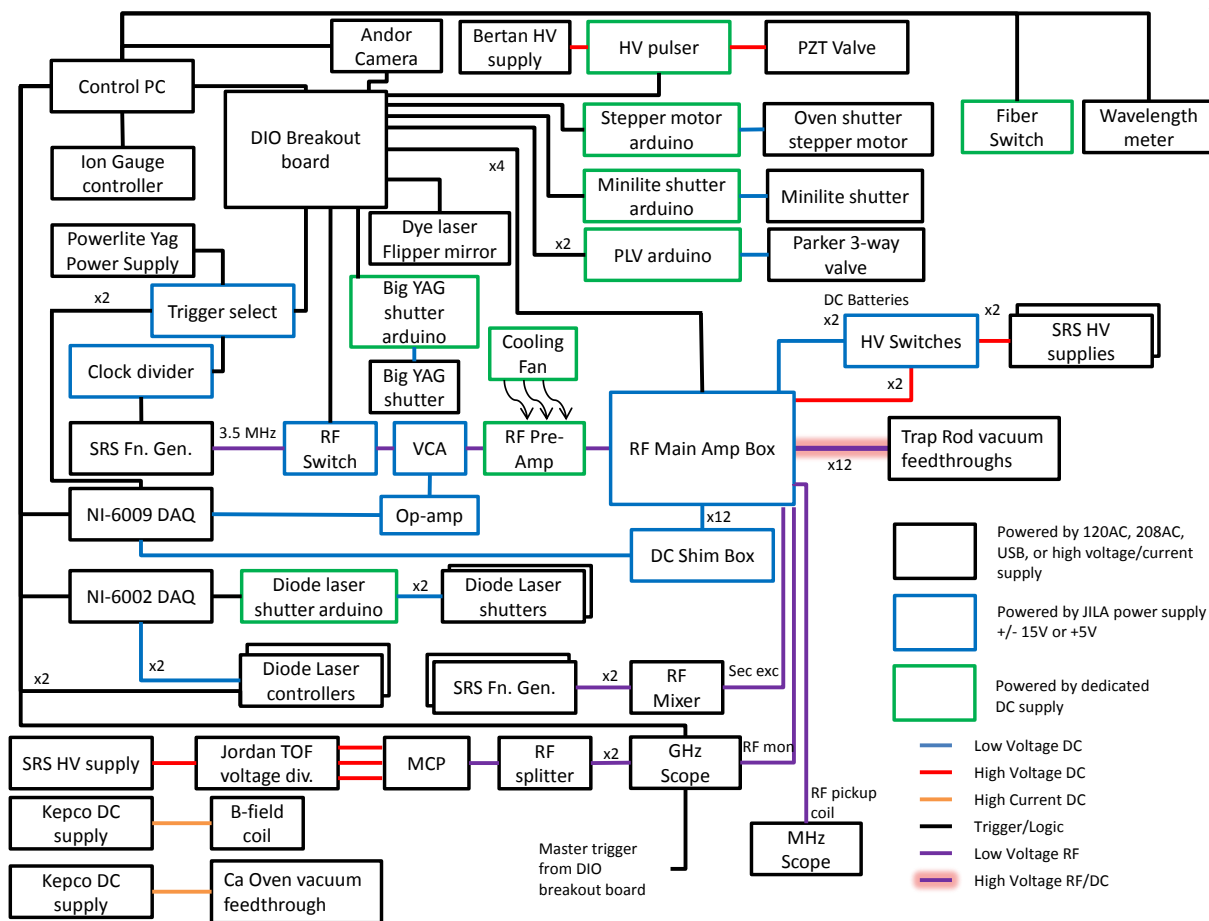 Andor
Camera
Bertan HV
supply
HV pulser
PZT Valve
Control PC
DIO Breakout
board
Stepper motor
arduino
Oven shutter
stepper motor
Fiber
Switch
Wavelength
meter
Ion Gauge
controller
x4
Minilite shutter
arduino
Minilite shutter
Dye laser
Flipper mirror
Powerlite Yag
Power Supply
x2
PLV arduino
Parker 3-way
valve
x2
Trigger select
Big YAG
shutter
arduino
DC Batteries
x2
HV Switches
x2
SRS HV
supplies
Cooling
Fan
Clock divider
Big YAG
shutter
x2
SRS Fn. Gen.
3.5 MHz
RF
Switch
VCA
RF Pre-
Amp
RF Main Amp Box
Trap Rod vacuum
feedthroughs
x12
NI-6009 DAQ
Op-amp
x12
DC Shim Box
Powered by 120AC, 208AC,
USB, or high voltage/current
supply
NI-6002 DAQ
Diode laser
shutter arduino
x2
Diode Laser
shutters
Powered by JILA power supply
+/- 15V or +5V
x2
x2
Diode Laser
controllers
SRS Fn. Gen.
x2
RF
Mixer
Sec exc
Powered by dedicated
DC supply
SRS HV supply
Jordan TOF
voltage div.
MCP
RF
splitter
x2
GHz
Scope
RF mon
Low Voltage DC
High Voltage DC
High Current DC
Trigger/Logic
Low Voltage RF
High Voltage RF/DC
RF pickup
coil
Kepco DC
supply
B-field
coil
MHz
Scope
Master trigger
from DIO
breakout board
Kepco DC
supply
Ca Oven vacuum
feedthrough